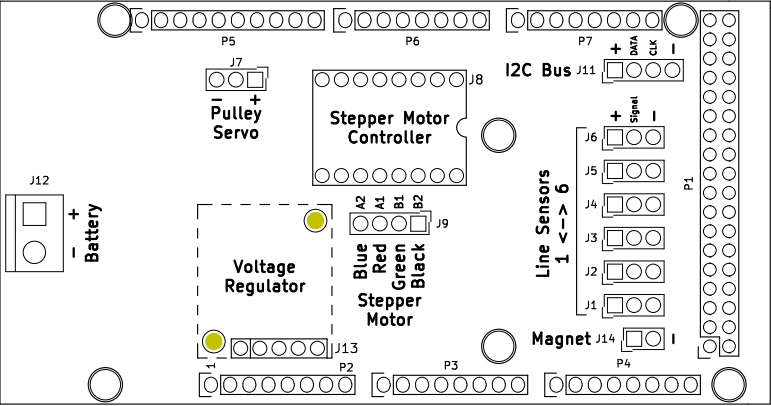 P5
P6
P7
J7
- +
Pulley
Servo
J8
Stepper Motor
Controller
+ DATA CLK -
I2C Bus J11
+ Signal -
J6
J5
J4
J3
J2
J1
Line Sensors
1 <-> 6
P1
J12
+
-
Battery
A2 A1 B1 B2
J9
Blue
Red
Green
Black
Stepper
Motor
Voltage
Regulator
J13
1
Magnet J14 -
P2
P3
P4